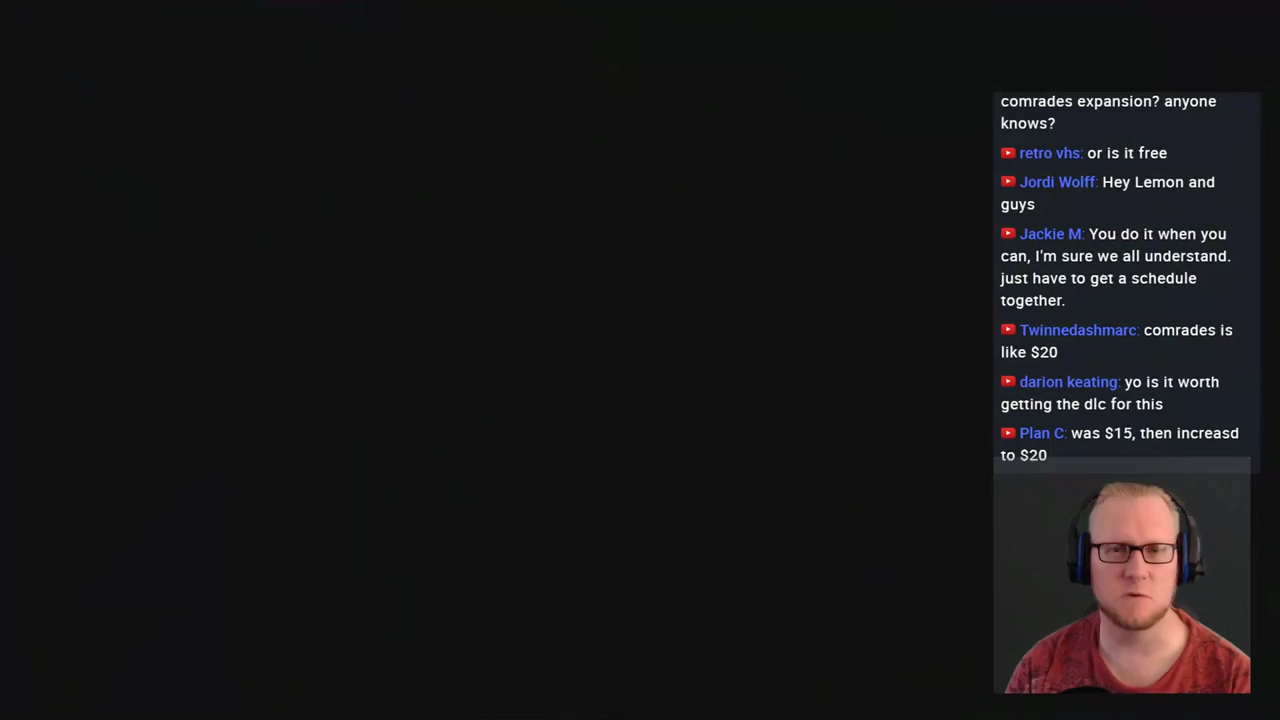 comrades expansion? anyone
knows?
retro vhs: or is it free
Jordi Wolff: Hey Lemon and
guys
Jackie M: You do it when you
can, I'm sure we all understand.
just have to get a schedule
together.
Twinnedashmarc: comrades is
like $20
darion keating: yo is it worth
getting the dlc for this
Plan C: was $15, then increasd
to $20